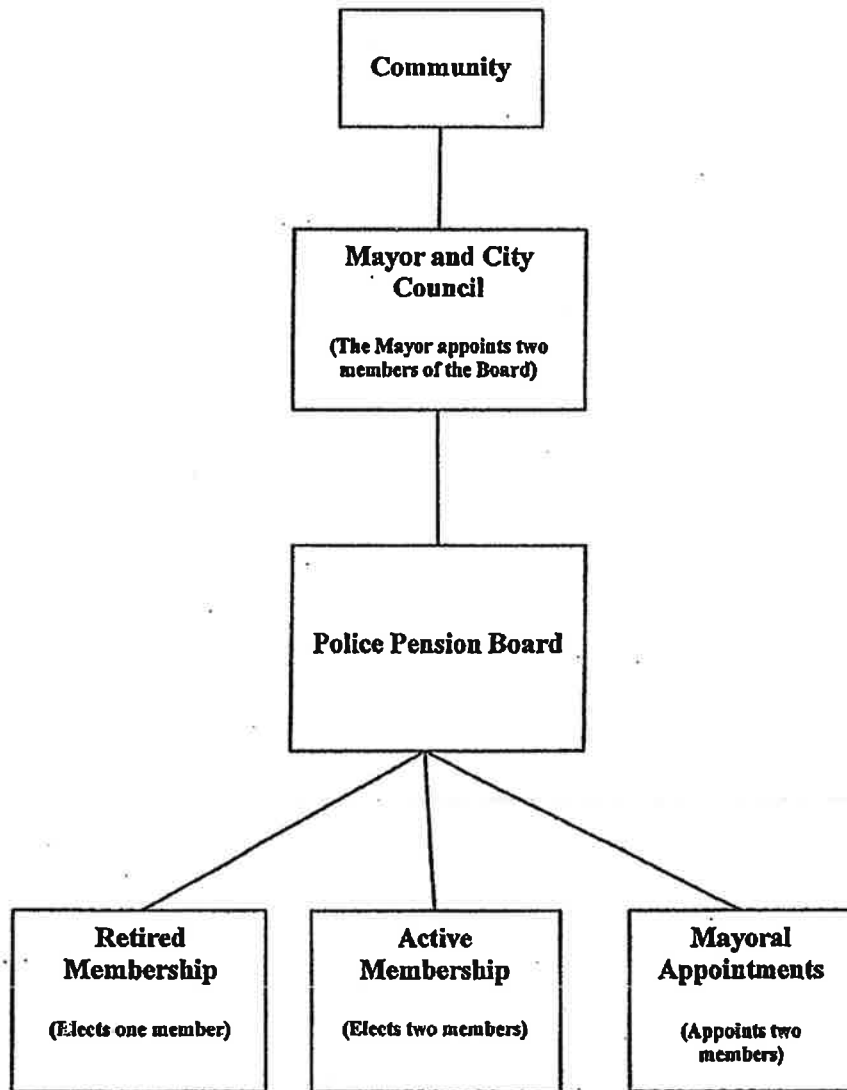 Community
Mayor and City
Council
(The Mayor appoints two
members of the Board)
Police Pension Board
Retired
Membership
(Elects one member)
Active
Membership
(Elects two members)
Mayoral
Appointments
(Appoints two
members)